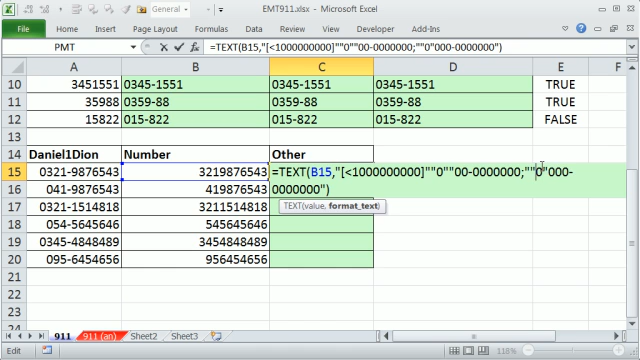 EMT911.xlsx - Microsoft Excel
File Home Insert Page Layout Formulas Data Review View Developer Add-Ins
General
PMT fx =TEXT(B15,"[<1000000000]""0""00-0000000;""0"000-0000000")
A B C D E F
10 3451551 0345-1551 0345-1551 0345-1551 TRUE
11 35988 0359-88 0359-88 0359-88 TRUE
12 15822 015-822 015-822 015-822 FALSE
13
14 Daniel1Dion Number Other
15 0321-9876543 3219876543 =TEXT(B15,"[<1000000000]""0""00-0000000;""0"000-
16 041-9876543 419876543 0000000")
17 0321-1514818 3211514818 TEXT(value, format_text)
18 054-5645646 545645646
19 0345-4848489 3454848489
20 095-6454656 956454656
21
22
23
24
911 911 (an) Sheet2 Sheet3
Edit 118%